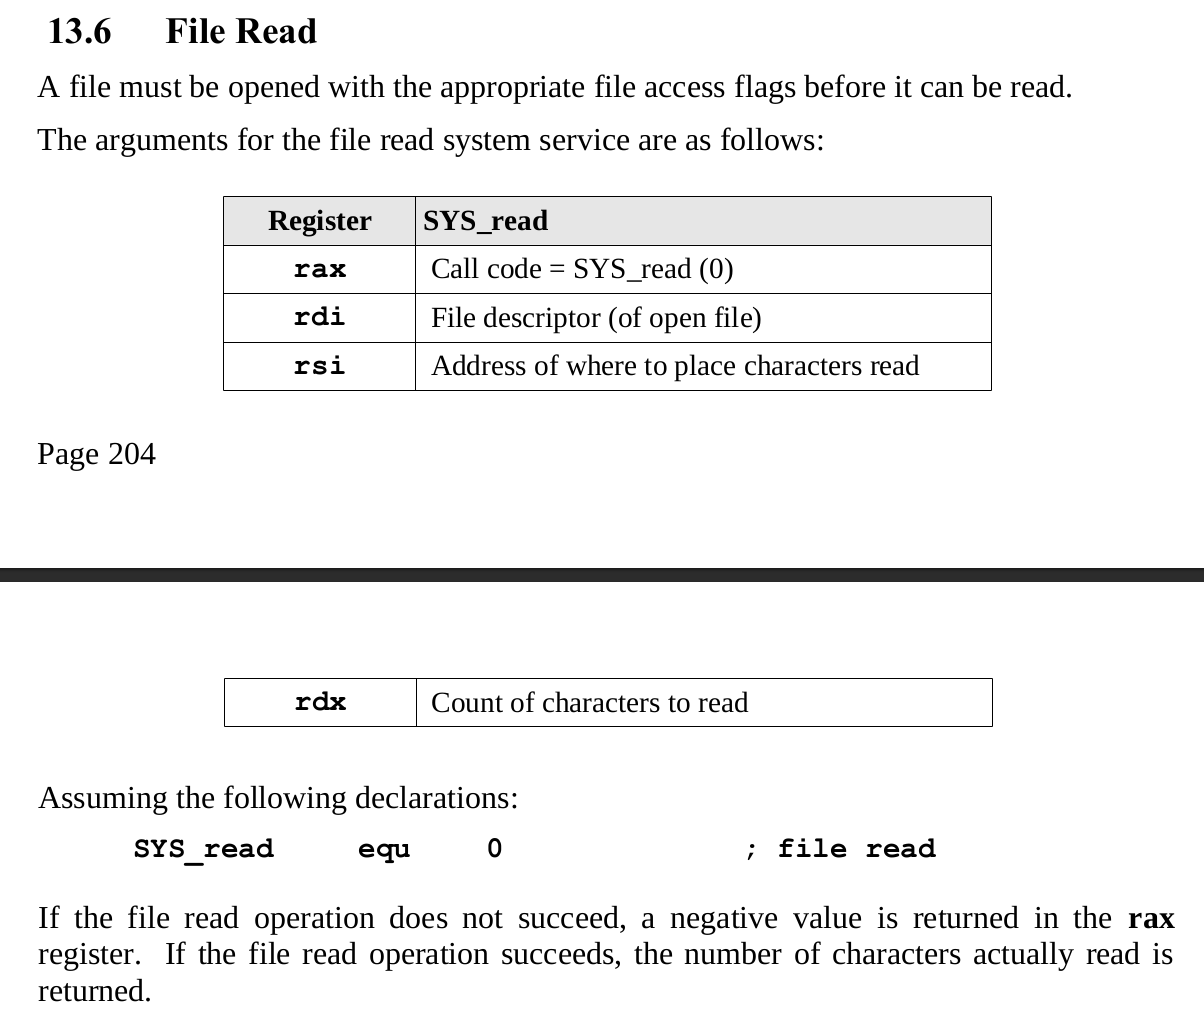 13.6 File Read
A file must be opened with the appropriate file access flags before it can be read.
The arguments for the file read system service are as follows:
Register SYS_read
rax Call code = SYS_read (0)
rdi File descriptor (of open file)
rsi Address of where to place characters read
Page 204
rdx Count of characters to read
Assuming the following declarations:
SYS_read equ 0 ; file read
If the file read operation does not succeed, a negative value is returned in the rax
register. If the file read operation succeeds, the number of characters actually read is
returned.